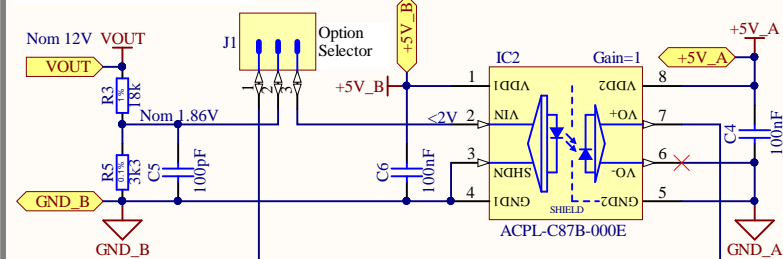 Nom 12V
VOUT
VOUT
R3
1%
18k
Nom 1.86V
R5
0.1%
3k3
C5
100pF
GND_B
GND_B
J1
Option
Selector
1
2
3
+5V_B
+5V_B
<2V
C6
100nF
IC2
Gain=1
1
VDD1
2
VIN
3
SHDN
4
GND1
VDD2
8
VO+
7
VO-
6
GND2
5
SHIELD
ACPL-C87B-000E
+5V_A
+5V_A
C4
100nF
GND_A